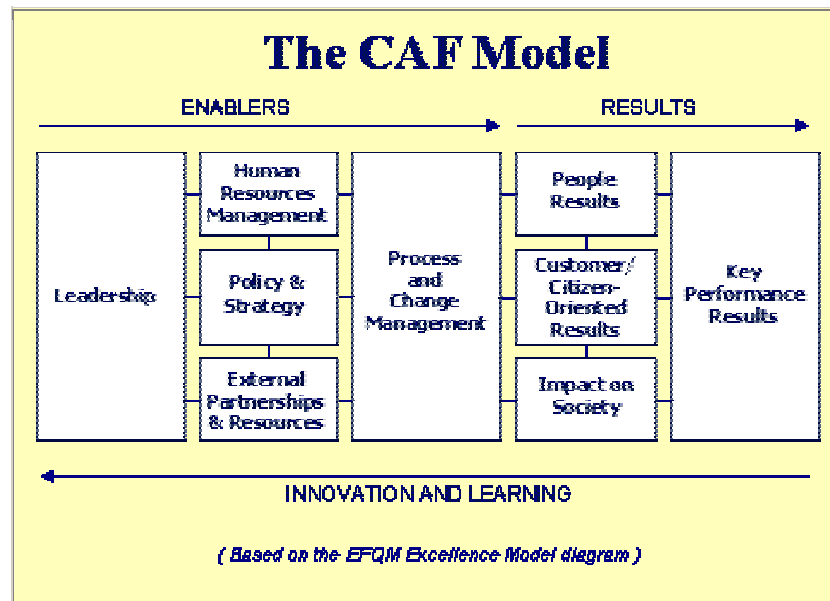 The CAF Model
ENABLERS
RESULTS
Leadership
Human
Resources
Management
Policy &
Strategy
External
Partnerships
& Resources
Process
and
Change
Management
People
Results
Customer/
Citizen-
Oriented
Results
Impact on
Society
Key
Performance
Results
INNOVATION AND LEARNING
( Based on the EFQM Excellence Model diagram )